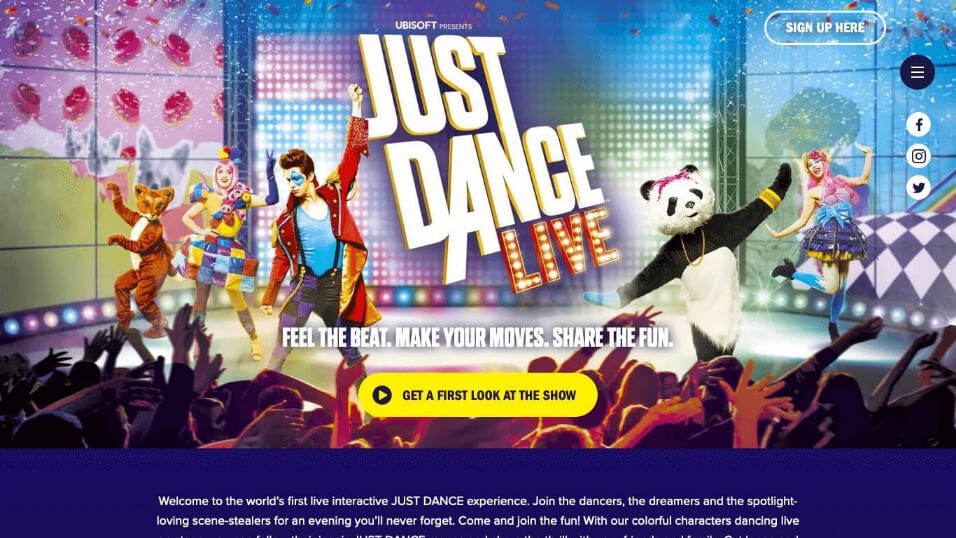 UBISOFT PRESENTS
SIGN UP HERE
JUST
DANCE
LIVE
FEEL THE BEAT. MAKE YOUR MOVES. SHARE THE FUN.
GET A FIRST LOOK AT THE SHOW
Welcome to the world's first live interactive JUST DANCE experience. Join the dancers, the dreamers and the spotlight-
loving scene-stealers for an evening you'll never forget. Come and join the fun! With our colorful characters dancing live